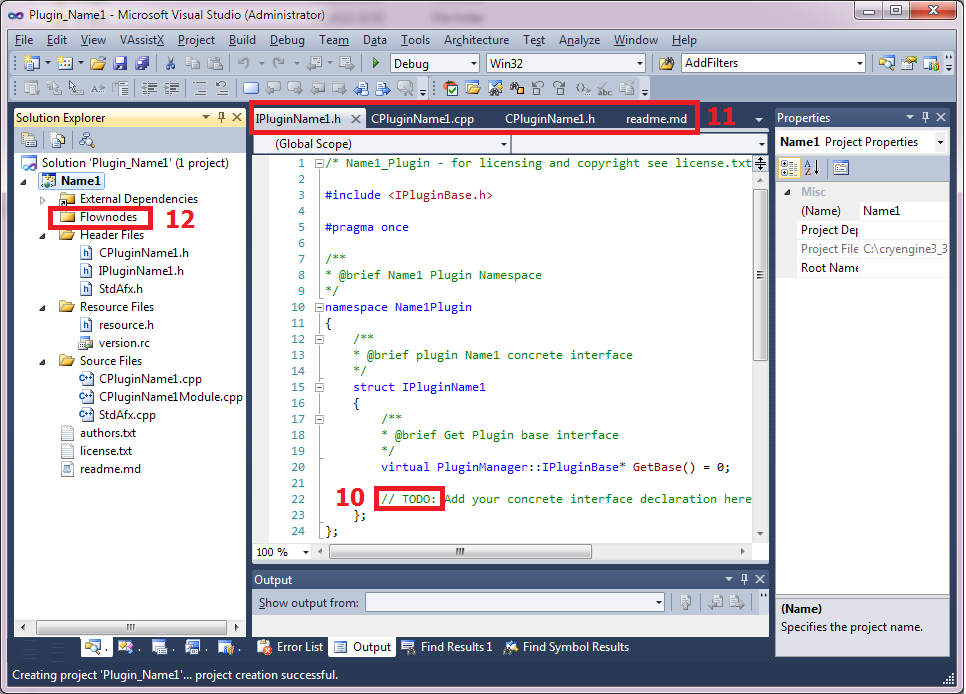 Plugin_Name1 - Microsoft Visual Studio (Administrator)
File Edit View VAssistX Project Build Debug Team Data Tools Architecture Test Analyze Window Help
Debug Win32 AddFilters
Solution Explorer
Solution 'Plugin_Name1' (1 project)
Name1
External Dependencies
Flownodes 12
Header Files
CPluginName1.h
IPluginName1.h
StdAfx.h
Resource Files
resource.h
version.rc
Source Files
CPluginName1.cpp
CPluginName1Module.cpp
StdAfx.cpp
authors.txt
license.txt
readme.md
IPluginName1.h CPluginName1.cpp CPluginName1.h readme.md 11
(Global Scope)
1 /* Name1_Plugin - for licensing and copyright see license.txt
2
3 #include <IPluginBase.h>
4
5 #pragma once
6
7 /**
8 * @brief Name1 Plugin Namespace
9 */
10 namespace Name1Plugin
11 {
12 /**
13 * @brief plugin Name1 concrete interface
14 */
15 struct IPluginName1
16 {
17 /**
18 * @brief Get Plugin base interface
19 */
20 virtual PluginManager::IPluginBase* GetBase() = 0;
21
22 10 // TODO: Add your concrete interface declaration here
23 };
24 };
100 %
Output
Show output from:
Error List Output Find Results 1 Find Symbol Results
Properties
Name1 Project Properties
Misc
(Name) Name1
Project Dep
Project File C:\cryengine3_3
Root Name
(Name)
Specifies the project name.
Creating project 'Plugin_Name1'... project creation successful.